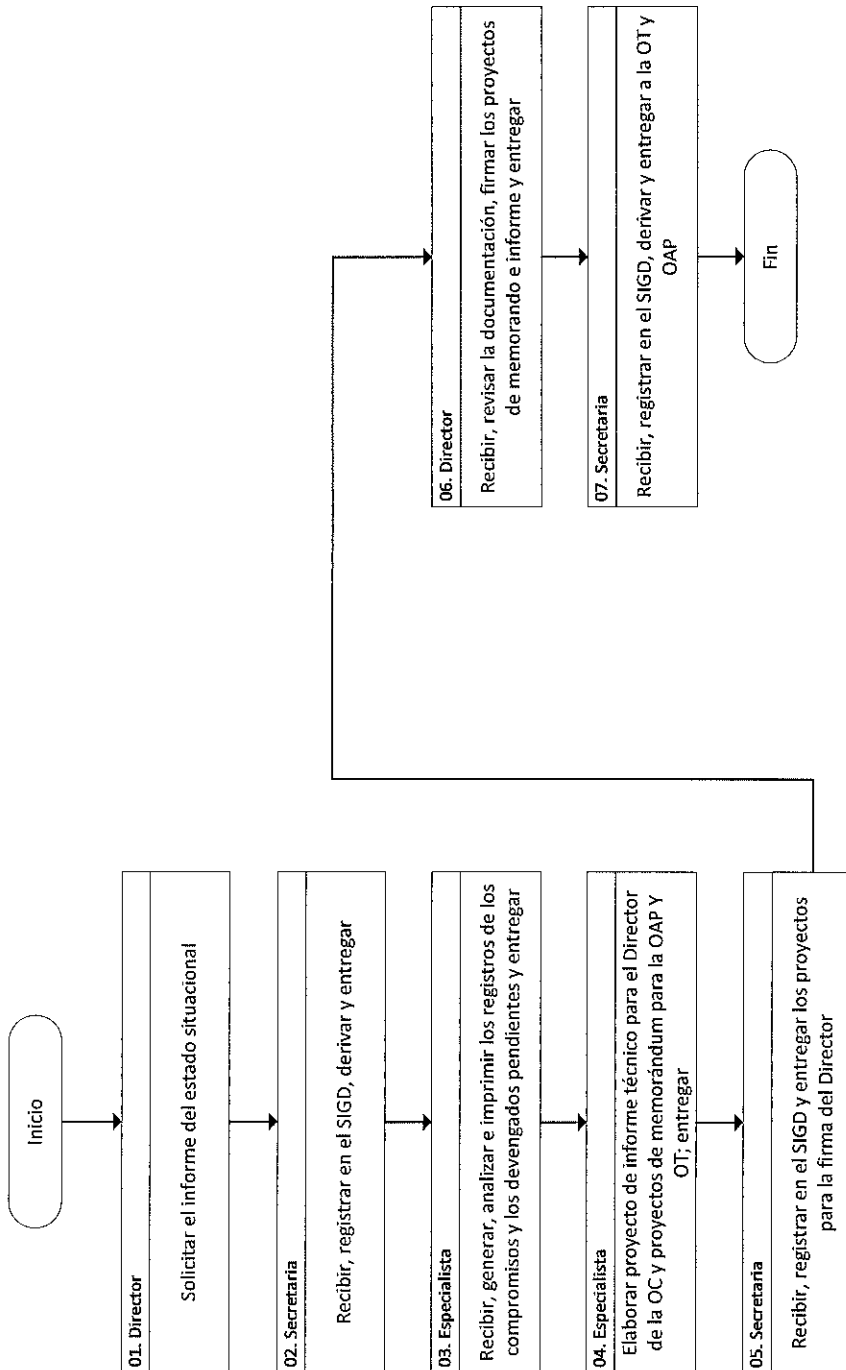 Inicio
01. Director
Solicitar el informe del estado situacional
02. Secretaria
Recibir, registrar en el SIGD, derivar y entregar
03. Especialista
Recibir, generar, analizar e imprimir los registros de los
compromisos y los devengados pendientes y entregar
04. Especialista
Elaborar proyecto de informe técnico para el Director
de la OC y proyectos de memorándum para la OAP Y
OT; entregar
05. Secretaria
Recibir, registrar en el SIGD y entregar los proyectos
para la firma del Director
06. Director
Recibir, revisar la documentación, firmar los proyectos
de memorando e informe y entregar
07. Secretaria
Recibir, registrar en el SIGD, derivar y entregar a la OT y
OAP
Fin